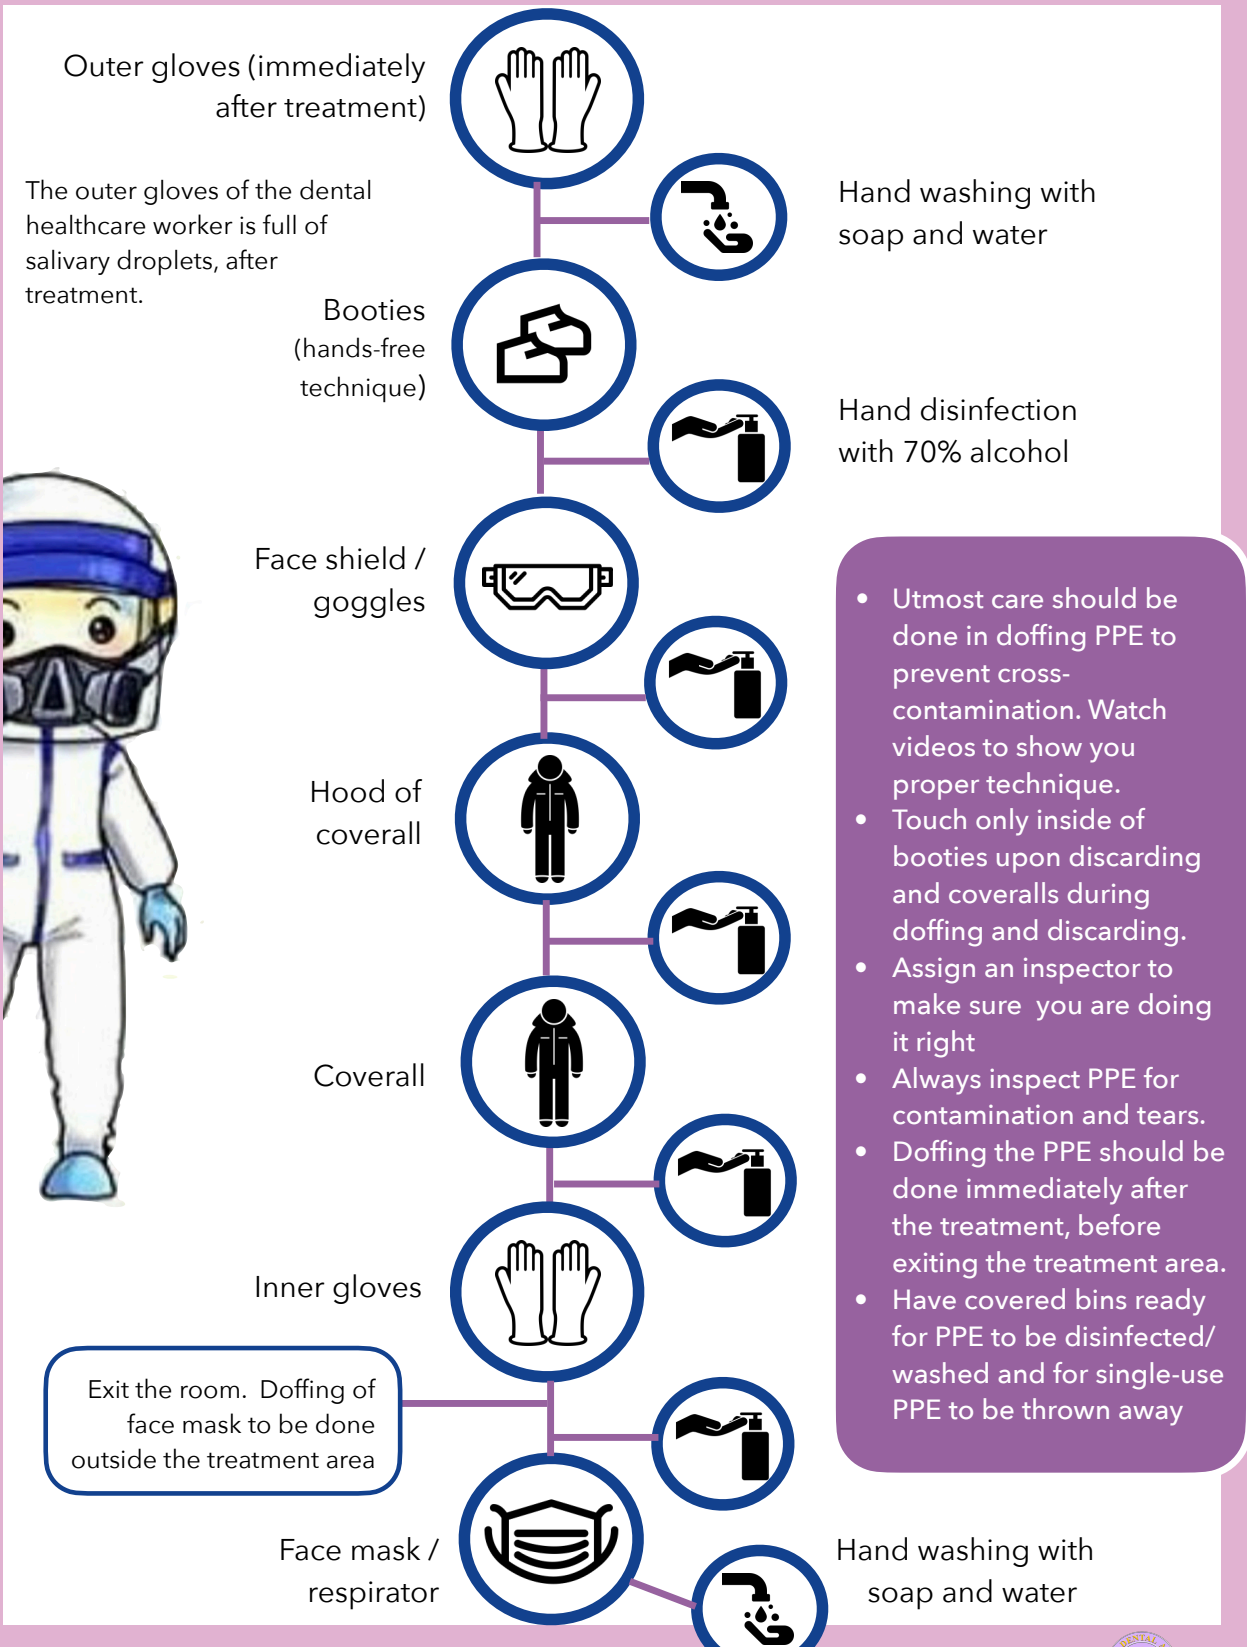 Outer gloves (immediately
after treatment)
The outer gloves of the dental
healthcare worker is full of
salivary droplets, after
treatment.
Hand washing with
soap and water
Booties
(hands-free
technique)
Hand disinfection
with 70% alcohol
Face shield /
goggles
Hood of
coverall
Coverall
Inner gloves
Exit the room.  Doffing of
face mask to be done
outside the treatment area
Face mask /
respirator
Hand washing with
soap and water
• Utmost care should be
done in doffing PPE to
prevent cross-
contamination. Watch
videos to show you
proper technique.
• Touch only inside of
booties upon discarding
and coveralls during
doffing and discarding.
• Assign an inspector to
make sure  you are doing
it right
• Always inspect PPE for
contamination and tears.
• Doffing the PPE should be
done immediately after
the treatment, before
exiting the treatment area.
• Have covered bins ready
for PPE to be disinfected/
washed and for single-use
PPE to be thrown away
DENTAL